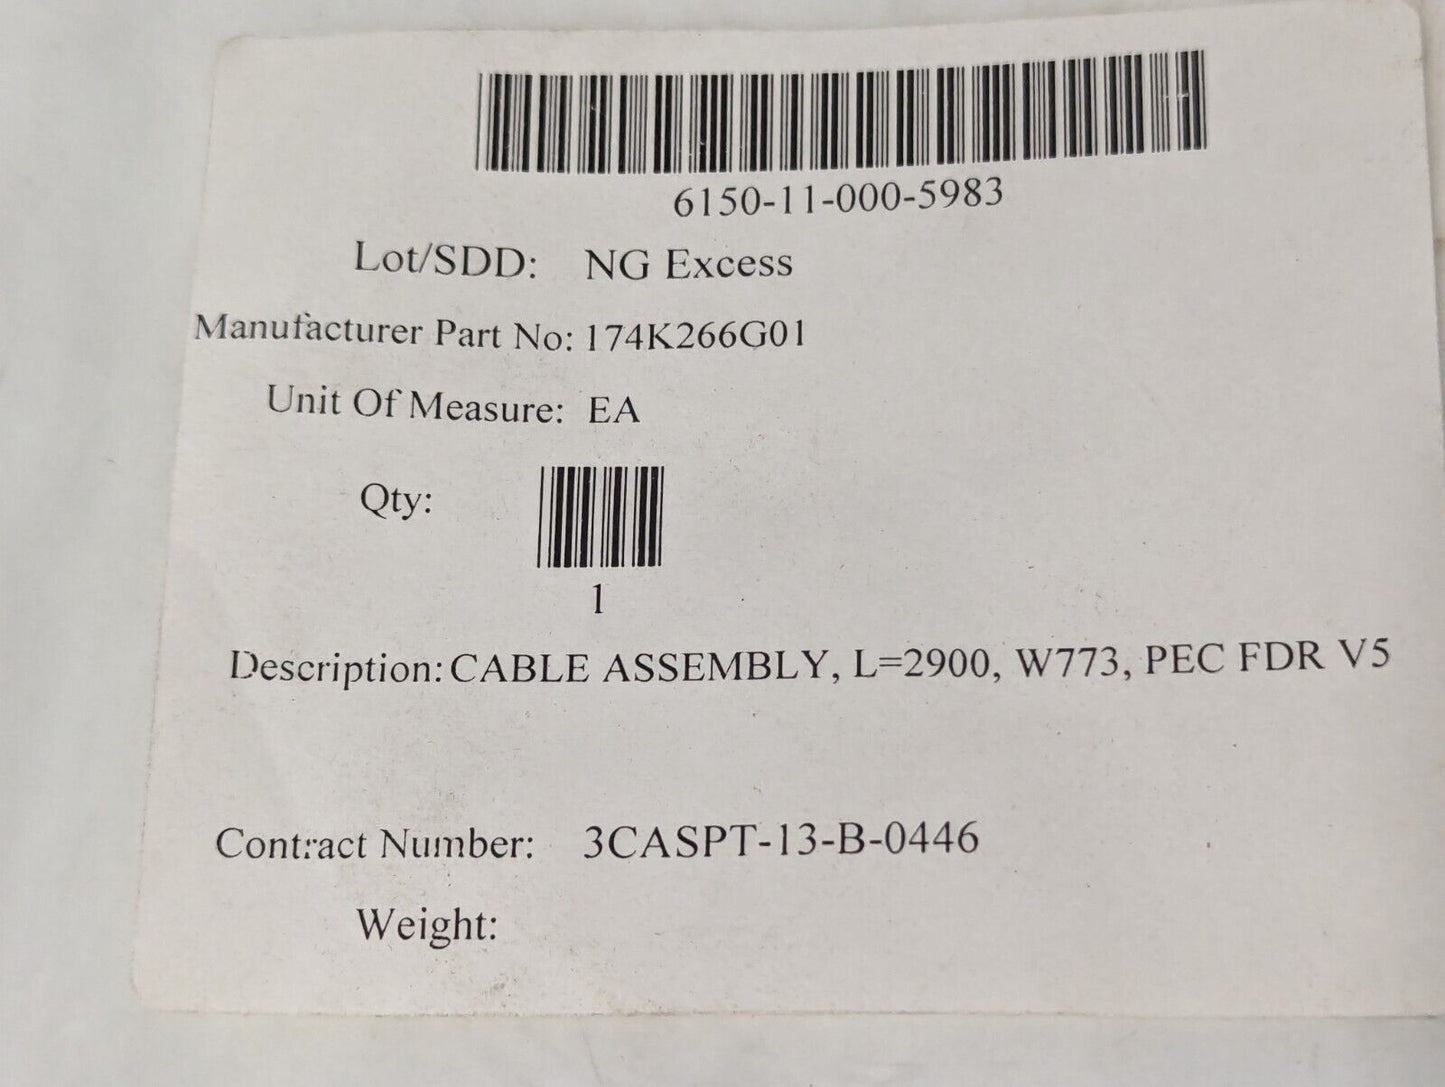 6150-11-000-5983
Lot/SDD: NG Excess
Manufacturer Part No: 174K266G01
Unit Of Measure: EA
Qty:
1
Description: CABLE ASSEMBLY, L=2900, W773, PEC FDR V5
Contract Number: 3CASPT-13-B-0446
Weight: